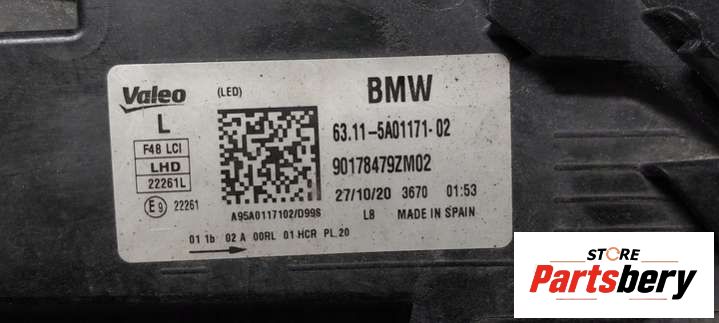 Valeo (LED) BMW
L
63.11-5A01171-02
F48 LCI
LHD
22261L
90178479ZM02
27/10/20 3670 01:53
E9 22261
A95A0117102/D99S
L8 MADE IN SPAIN
01 1b 02 A 00RL 01 HCR PL.20
STORE
Partsbery